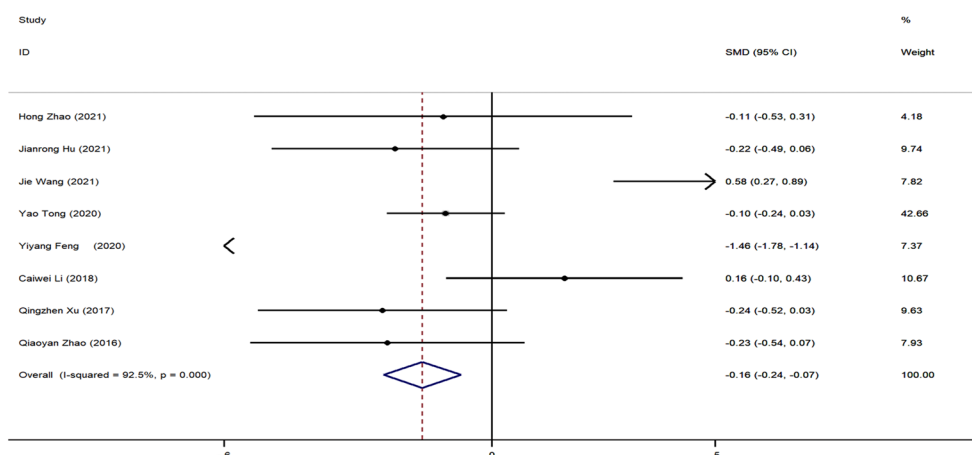 Study %
ID SMD (95% CI) Weight
Hong Zhao (2021) -0.11 (-0.53, 0.31) 4.18
Jianrong Hu (2021) -0.22 (-0.49, 0.06) 9.74
Jie Wang (2021) 0.58 (0.27, 0.89) 7.82
Yao Tong (2020) -0.10 (-0.24, 0.03) 42.66
Yiyang Feng (2020) -1.46 (-1.78, -1.14) 7.37
Caiwei Li (2018) 0.16 (-0.10, 0.43) 10.67
Qingzhen Xu (2017) -0.24 (-0.52, 0.03) 9.63
Qiaoyan Zhao (2016) -0.23 (-0.54, 0.07) 7.93
Overall (I-squared = 92.5%, p = 0.000) -0.16 (-0.24, -0.07) 100.00